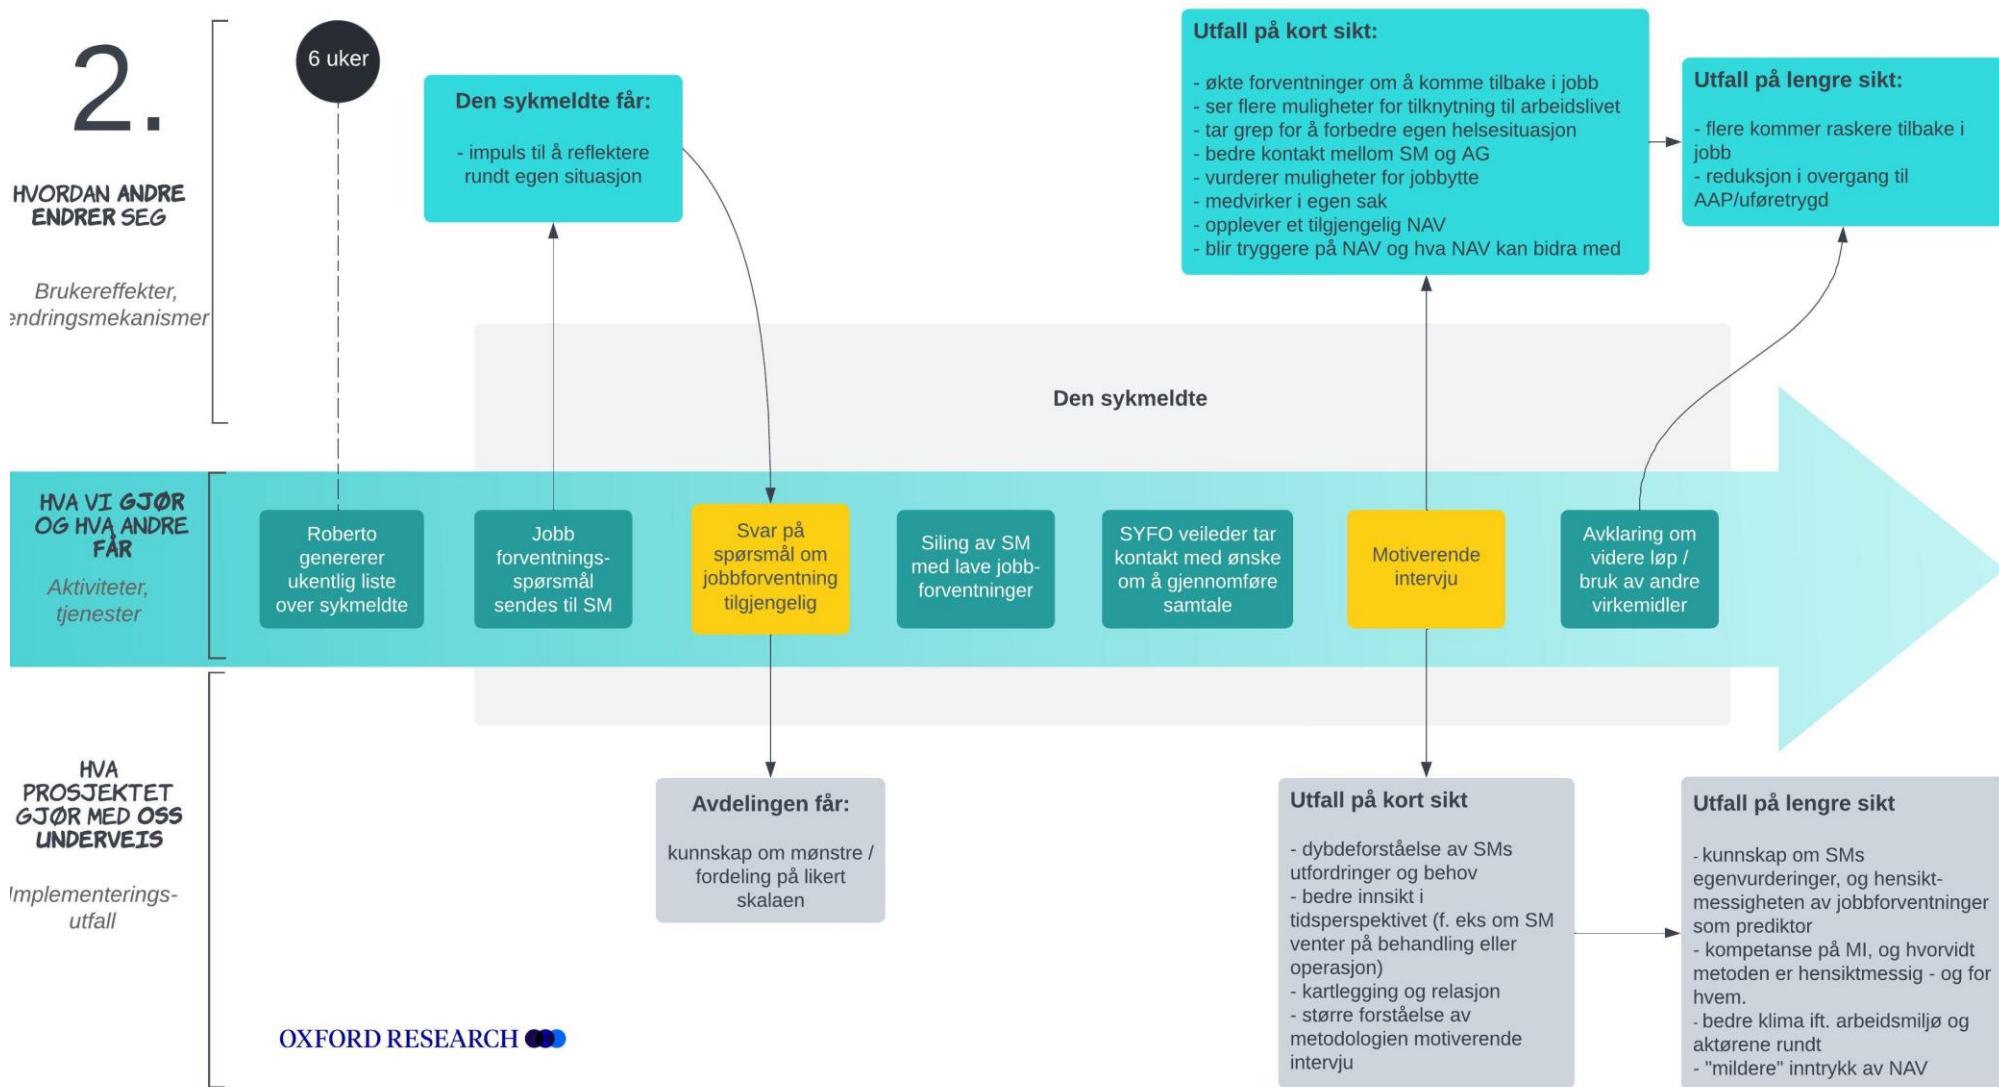 2.
HVORDAN ANDRE
ENDRER SEG
Brukereffekter,
endringsmekanismer
6 uker
Den sykmeldte får:
- impuls til å reflektere
rundt egen situasjon
Utfall på kort sikt:
- økte forventninger om å komme tilbake i jobb
- ser flere muligheter for tilknytning til arbeidslivet
- tar grep for å forbedre egen helsesituasjon
- bedre kontakt mellom SM og AG
- vurderer muligheter for jobbytte
- medvirker i egen sak
- opplever et tilgjengelig NAV
- blir tryggere på NAV og hva NAV kan bidra med
Utfall på lengre sikt:
- flere kommer raskere tilbake i
jobb
- reduksjon i overgang til
AAP/uføretrygd
Den sykmeldte
HVA VI GJØR
OG HVA ANDRE
FÅR
Aktiviteter,
tjenester
Roberto
genererer
ukentlig liste
over sykmeldte
Jobb
forventnings-
spørsmål
sendes til SM
Svar på
spørsmål om
jobbforventning
tilgjengelig
Siling av SM
med lave jobb-
forventninger
SYFO veileder tar
kontakt med ønske
om å gjennomføre
samtale
Motiverende
intervju
Avklaring om
videre løp /
bruk av andre
virkemidler
HVA
PROSJEKTET
GJØR MED OSS
UNDERVEIS
Implementerings-
utfall
Avdelingen får:
kunnskap om mønstre /
fordeling på likert
skalaen
Utfall på kort sikt
- dybdeforståelse av SMs
utfordringer og behov
- bedre innsikt i
tidsperspektivet (f. eks om SM
venter på behandling eller
operasjon)
- kartlegging og relasjon
- større forståelse av
metodologien motiverende
intervju
Utfall på lengre sikt
- kunnskap om SMs
egenvurderinger, og hensikt-
messigheten av jobbforventninger
som prediktor
- kompetanse på MI, og hvorvidt
metoden er hensiktmessig - og for
hvem.
- bedre klima ift. arbeidsmiljø og
aktørene rundt
- "mildere" inntrykk av NAV
OXFORD RESEARCH